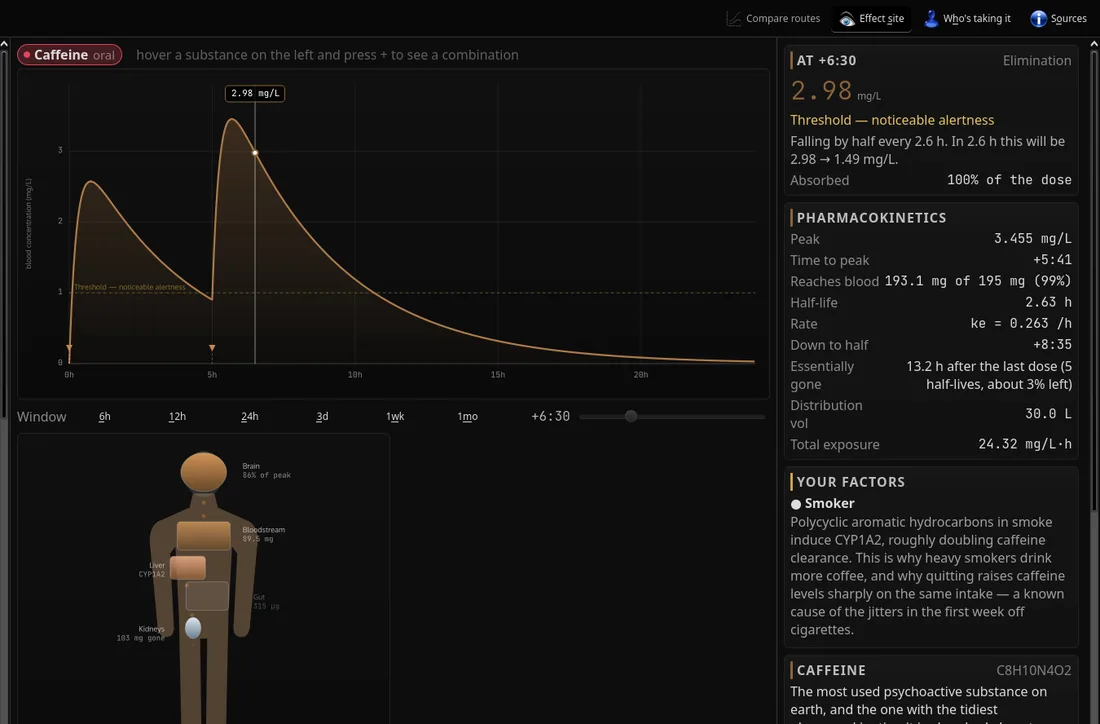 Compare routes
Effect site
Who's taking it
Sources
Caffeine oral
hover a substance on the left and press + to see a combination
2.98 mg/L
blood concentration (mg/L)
3
2
1
0
Threshold — noticeable alertness
0h
5h
10h
15h
20h
Window
6h
12h
24h
3d
1wk
1mo
+6:30
Brain
86% of peak
Bloodstream
89.5 mg
Liver
CYP1A2
Gut
315 µg
Kidneys
103 mg gone
AT +6:30
Elimination
2.98 mg/L
Threshold — noticeable alertness
Falling by half every 2.6 h. In 2.6 h this will be
2.98 → 1.49 mg/L.
Absorbed 100% of the dose
PHARMACOKINETICS
Peak 3.455 mg/L
Time to peak +5:41
Reaches blood 193.1 mg of 195 mg (99%)
Half-life 2.63 h
Rate ke = 0.263 /h
Down to half +8:35
Essentially gone 13.2 h after the last dose (5
half-lives, about 3% left)
Distribution vol 30.0 L
Total exposure 24.32 mg/L·h
YOUR FACTORS
Smoker
Polycyclic aromatic hydrocarbons in smoke
induce CYP1A2, roughly doubling caffeine
clearance. This is why heavy smokers drink
more coffee, and why quitting raises caffeine
levels sharply on the same intake — a known
cause of the jitters in the first week off
cigarettes.
CAFFEINE
C8H10N4O2
The most used psychoactive substance on
earth, and the one with the tidiest